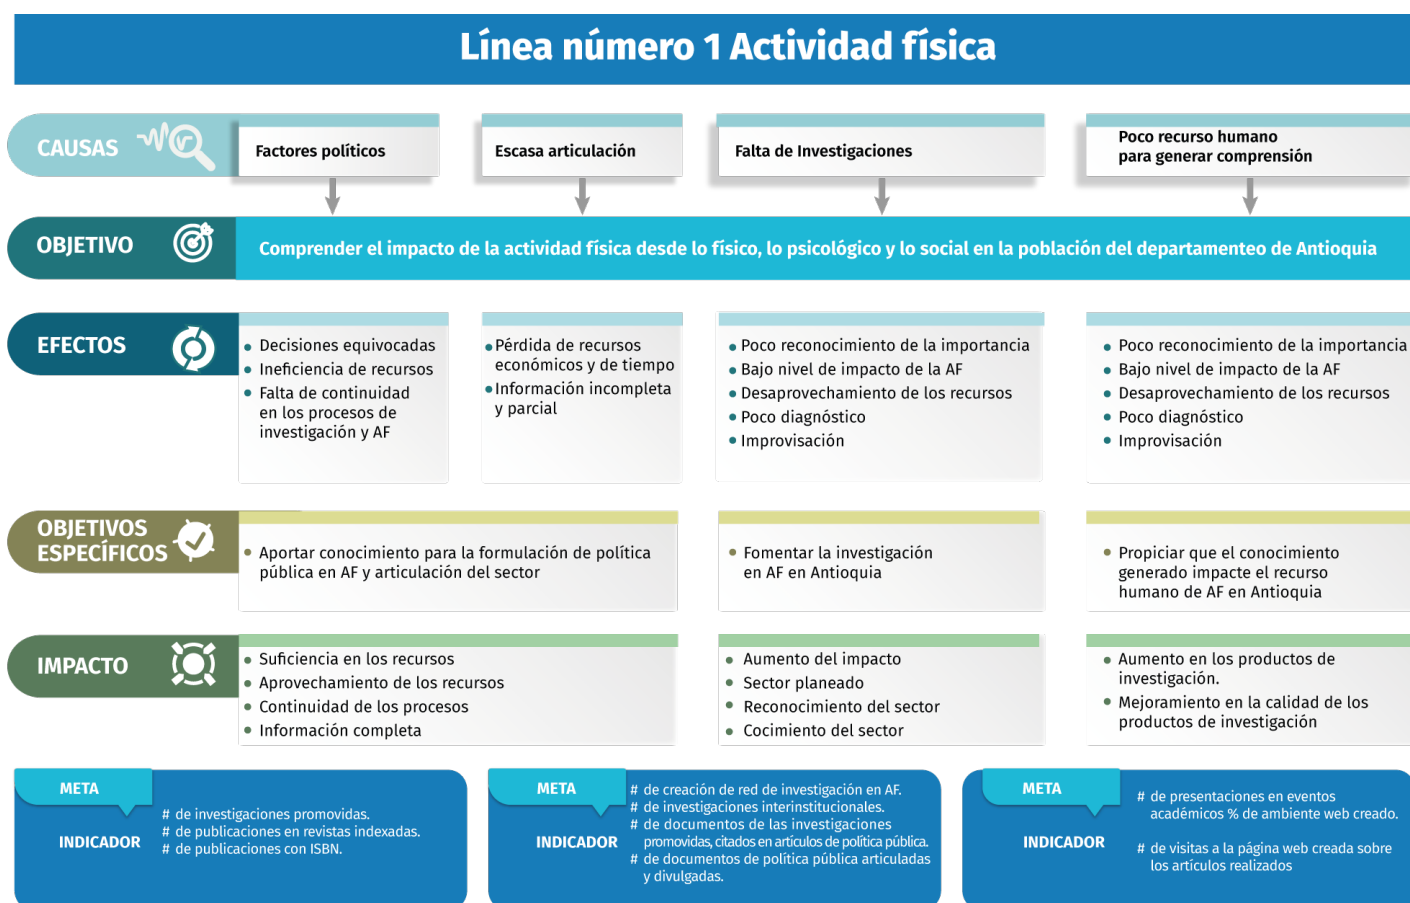 Línea número 1 Actividad física
CAUSAS
Factores políticos
Escasa articulación
Falta de Investigaciones
Poco recurso humano
para generar comprensión
OBJETIVO
Comprender el impacto de la actividad física desde lo físico, lo psicológico y lo social en la población del departamenteo de Antioquia
EFECTOS
• Decisiones equivocadas
• Ineficiencia de recursos
• Falta de continuidad
en los procesos de
investigación y AF
• Pérdida de recursos
económicos y de tiempo
• Información incompleta
y parcial
• Poco reconocimiento de la importancia
• Bajo nivel de impacto de la AF
• Desaprovechamiento de los recursos
• Poco diagnóstico
• Improvisación
• Poco reconocimiento de la importancia
• Bajo nivel de impacto de la AF
• Desaprovechamiento de los recursos
• Poco diagnóstico
• Improvisación
OBJETIVOS
ESPECÍFICOS
• Aportar conocimiento para la formulación de política
pública en AF y articulación del sector
• Fomentar la investigación
en AF en Antioquia
• Propiciar que el conocimiento
generado impacte el recurso
humano de AF en Antioquia
IMPACTO
• Suficiencia en los recursos
• Aprovechamiento de los recursos
• Continuidad de los procesos
• Información completa
• Aumento del impacto
• Sector planeado
• Reconocimiento del sector
• Cocimiento del sector
• Aumento en los productos de
investigación.
• Mejoramiento en la calidad de los
productos de investigación
META
INDICADOR
# de investigaciones promovidas.
# de publicaciones en revistas indexadas.
# de publicaciones con ISBN.
META
INDICADOR
# de creación de red de investigación en AF.
# de investigaciones interinstitucionales.
# de documentos de las investigaciones
promovidas, citados en artículos de política pública.
# de documentos de política pública articuladas
y divulgadas.
META
INDICADOR
# de presentaciones en eventos
académicos % de ambiente web creado.
# de visitas a la página web creada sobre
los artículos realizados